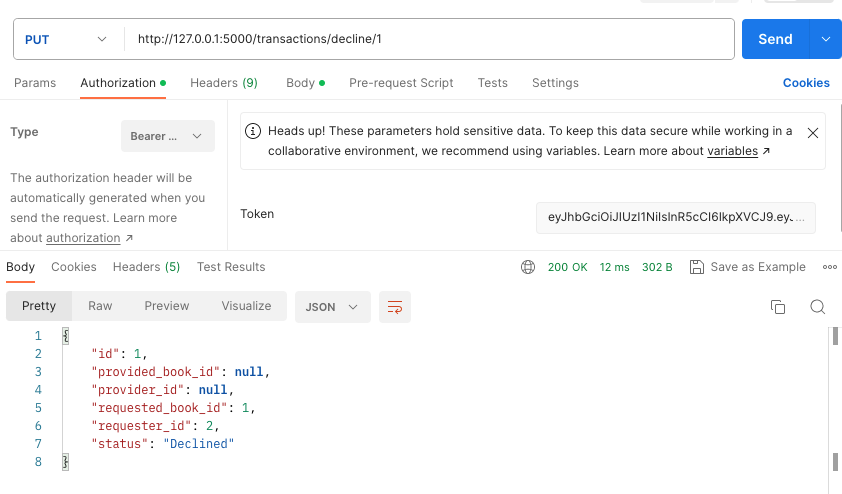 PUT http://127.0.0.1:5000/transactions/decline/1 Send
Params Authorization Headers (9) Body Pre-request Script Tests Settings Cookies
Type Bearer ...
The authorization header will be
automatically generated when you
send the request. Learn more
about authorization ↗
Heads up! These parameters hold sensitive data. To keep this data secure while working in a
collaborative environment, we recommend using variables. Learn more about variables ↗
Token eyJhbGciOiJIUzI1NiIsInR5cCI6IkpXVCJ9.eyJ...
Body Cookies Headers (5) Test Results 200 OK 12 ms 302 B Save as Example
Pretty Raw Preview Visualize JSON
1 {
2 "id": 1,
3 "provided_book_id": null,
4 "provider_id": null,
5 "requested_book_id": 1,
6 "requester_id": 2,
7 "status": "Declined"
8 }